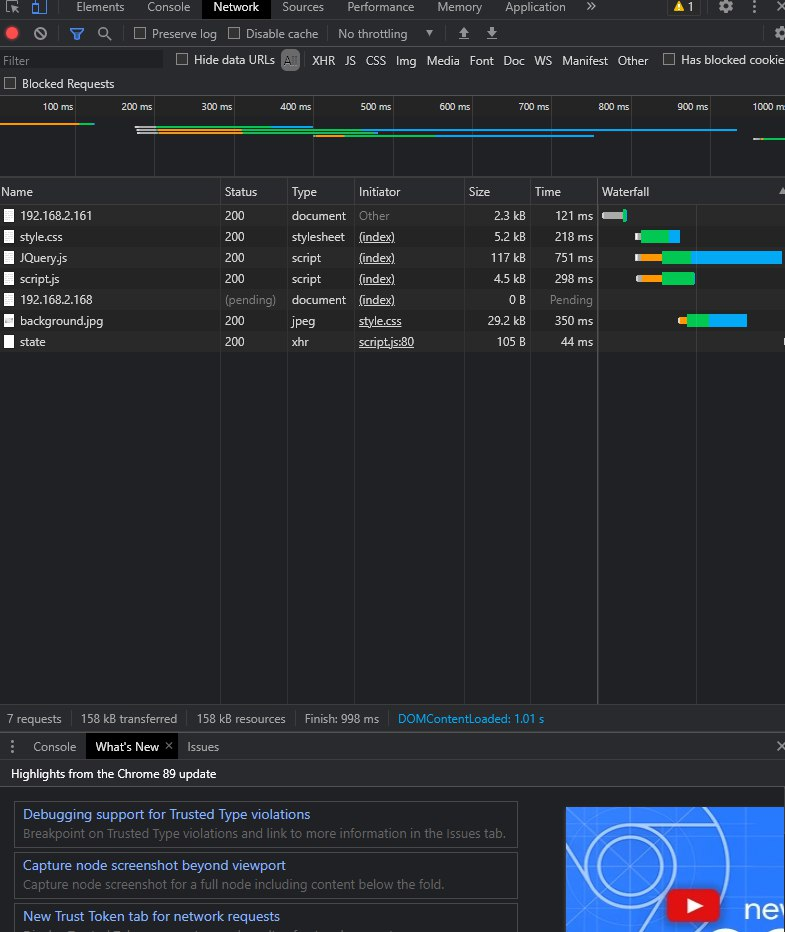 Elements Console Network Sources Performance Memory Application » 1
Preserve log Disable cache No throttling
Filter Hide data URLs All XHR JS CSS Img Media Font Doc WS Manifest Other Has blocked cookie
Blocked Requests
100 ms 200 ms 300 ms 400 ms 500 ms 600 ms 700 ms 800 ms 900 ms 1000 m
Name Status Type Initiator Size Time Waterfall
192.168.2.161 200 document Other 2.3 kB 121 ms
style.css 200 stylesheet (index) 5.2 kB 218 ms
JQuery.js 200 script (index) 117 kB 751 ms
script.js 200 script (index) 4.5 kB 298 ms
192.168.2.168 (pending) document (index) 0 B Pending
background.jpg 200 jpeg style.css 29.2 kB 350 ms
state 200 xhr script.js:80 105 B 44 ms
7 requests 158 kB transferred 158 kB resources Finish: 998 ms DOMContentLoaded: 1.01 s
Console What's New × Issues
Highlights from the Chrome 89 update
Debugging support for Trusted Type violations
Breakpoint on Trusted Type violations and link to more information in the Issues tab.
Capture node screenshot beyond viewport
Capture node screenshot for a full node including content below the fold.
New Trust Token tab for network requests
new